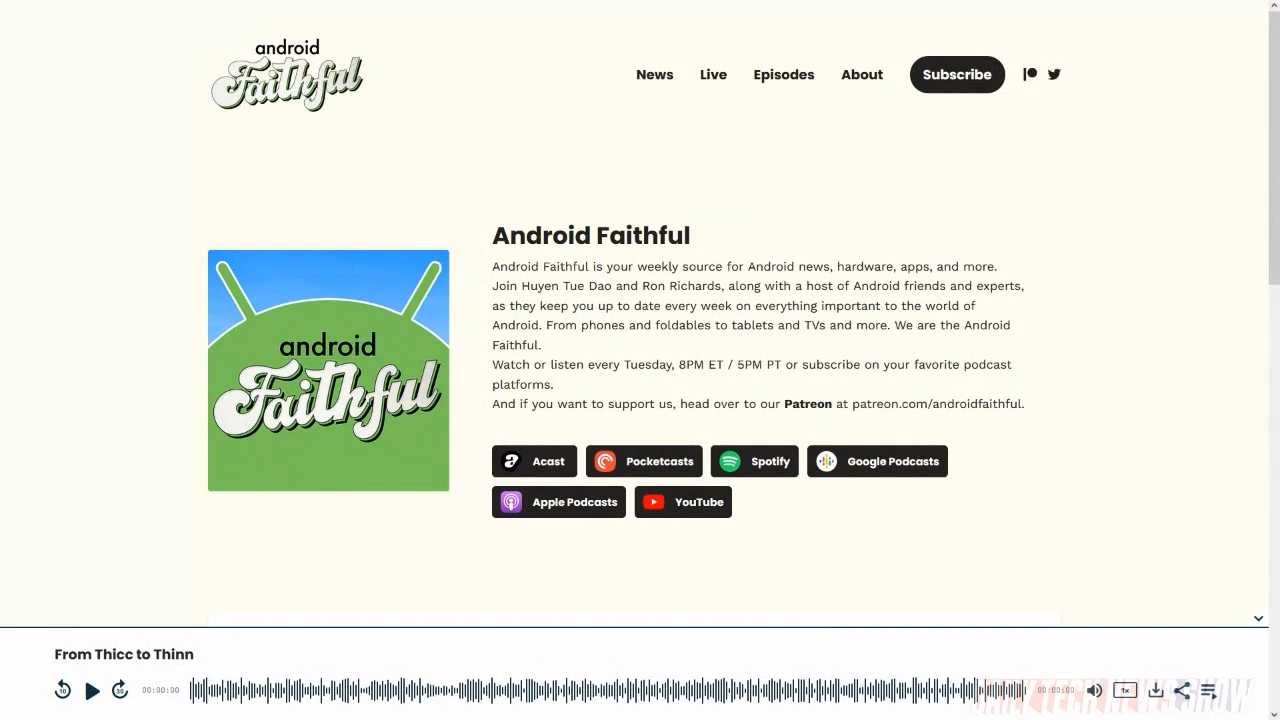 android
Faithful
News Live Episodes About Subscribe
android
Faithful
Android Faithful
Android Faithful is your weekly source for Android news, hardware, apps, and more.
Join Huyen Tue Dao and Ron Richards, along with a host of Android friends and experts,
as they keep you up to date every week on everything important to the world of
Android. From phones and foldables to tablets and TVs and more. We are the Android
Faithful.
Watch or listen every Tuesday, 8PM ET / 5PM PT or subscribe on your favorite podcast
platforms.
And if you want to support us, head over to our Patreon at patreon.com/androidfaithful.
Acast Pocketcasts Spotify Google Podcasts
Apple Podcasts YouTube
From Thicc to Thinn
10 30 00:00:00 00:00:00 1x
DAILY TECH NEWS SHOW